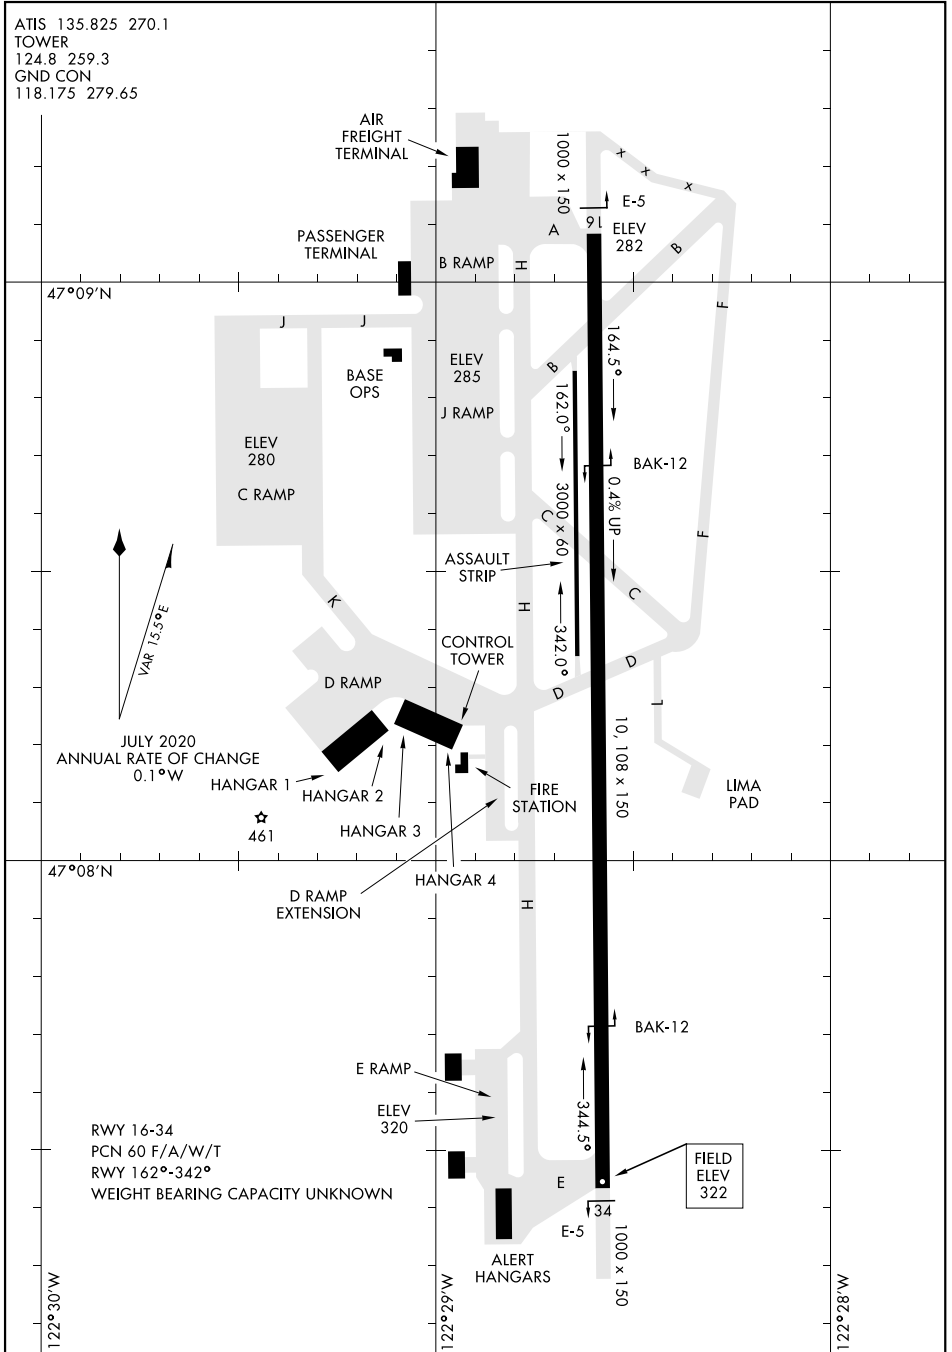 ATIS 135.825 270.1
TOWER
124.8 259.3
GND CON
118.175 279.65
AIR
FREIGHT
TERMINAL
1000 x 150
x
x
x
E-5
16
A
ELEV
282
PASSENGER
TERMINAL
B RAMP
H
B
47°09'N
J
J
F
164.5°
BASE
OPS
ELEV
285
B
162.0°
J RAMP
ELEV
280
C RAMP
BAK-12
0.4% UP
3000 x 60
C
F
ASSAULT
STRIP
VAR 15.5°E
K
H
C
342.0°
CONTROL
TOWER
D RAMP
D
D
L
JULY 2020
ANNUAL RATE OF CHANGE
0.1°W
10, 108 x 150
HANGAR 1
HANGAR 2
FIRE
STATION
LIMA
PAD
HANGAR 3
461
47°08'N
HANGAR 4
D RAMP
EXTENSION
H
BAK-12
E RAMP
ELEV
320
344.5°
RWY 16-34
PCN 60 F/A/W/T
RWY 162°-342°
WEIGHT BEARING CAPACITY UNKNOWN
FIELD
ELEV
322
E
34
E-5
1000 x 150
ALERT
HANGARS
122°30'W
122°29'W
122°28'W